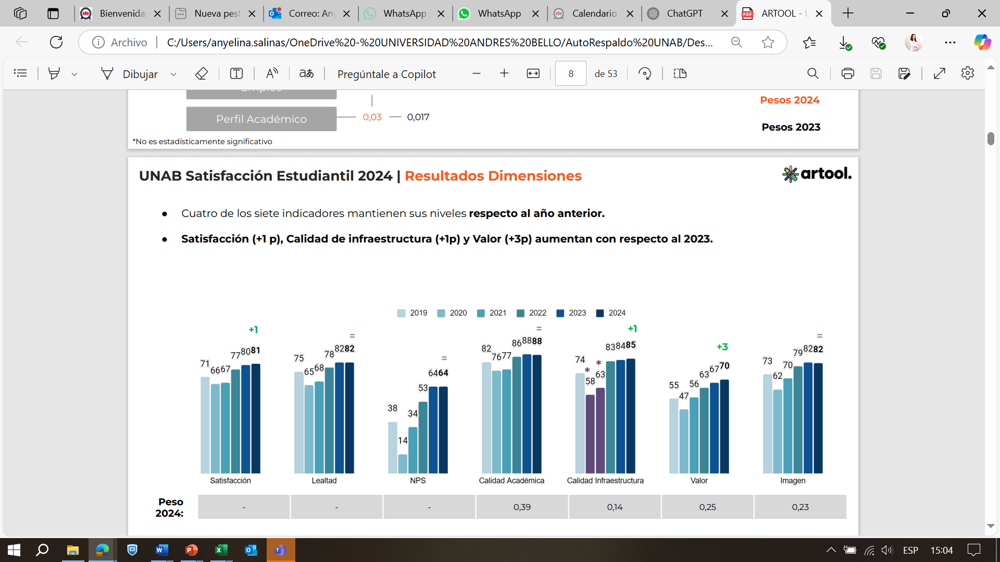 Bienvenidas
Nueva pest
Correo: Any
WhatsApp
WhatsApp
Calendario
ChatGPT
ARTOOL - U
Archivo
C:/Users/anyelina.salinas/OneDrive%20-%20UNIVERSIDAD%20ANDRES%20BELLO/AutoRespaldo%20UNAB/Des...
Dibujar
Pregúntale a Copilot
8 de 53
Pesos 2024
Perfil Académico 0,03 0,017
Pesos 2023
*No es estadísticamente significativo
UNAB Satisfacción Estudiantil 2024 | Resultados Dimensiones
artool.
● Cuatro de los siete indicadores mantienen sus niveles respecto al año anterior.
● Satisfacción (+1 p), Calidad de infraestructura (+1p) y Valor (+3p) aumentan con respecto al 2023.
2019 2020 2021 2022 2023 2024
+1 = = = +1 +3 =
71 66 67 77 80 81
75 65 68 78 82 82
38 14 34 53 64 64
82 76 77 86 88 88
74 * 58 * 63 83 84 85
55 47 56 63 67 70
73 62 70 79 82 82
Satisfacción Lealtad NPS Calidad Académica Calidad Infraestructura Valor Imagen
Peso
2024:
- - - 0,39 0,14 0,25 0,23
ESP 15:04